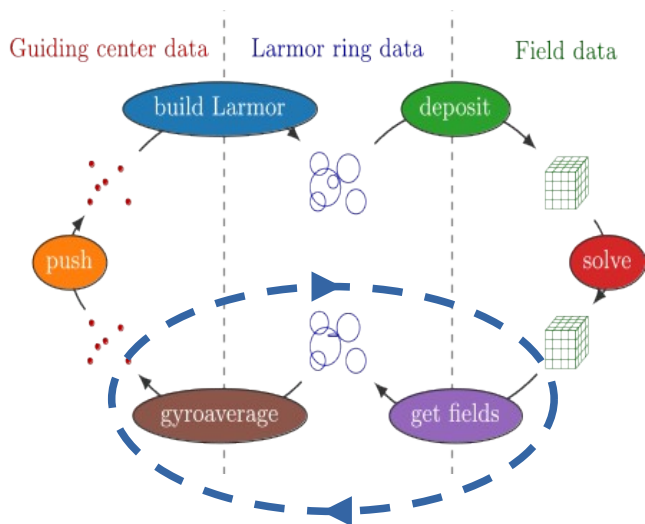 Guiding center data
Larmor ring data
Field data
build Larmor
deposit
push
solve
gyroaverage
get fields